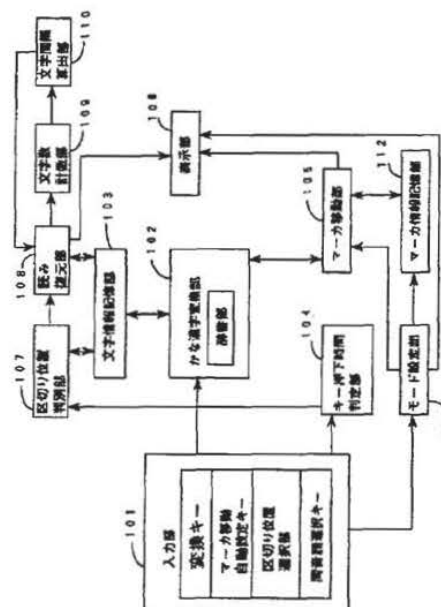 101
入力部
変換キー
マーカ移動
自動設定キー
区切り位置
選択部
同音語選択キー
107
区切り位置
判別部
108
読み
復元部
文字数
計数部
109
文字間隔
算出部
110
文字情報記憶部
103
102
かな漢字変換部
辞書部
表示部
106
104
キー押下時間
判定部
105
マーカ移動部
モード設定部
マーカ情報記憶部
112